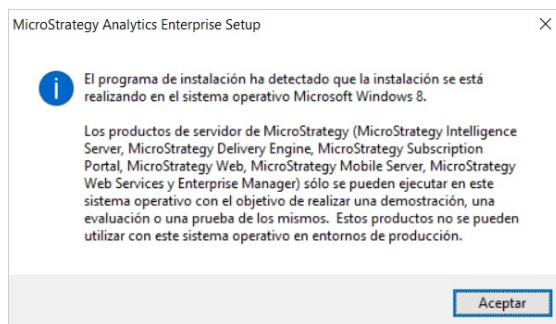 MicroStrategy Analytics Enterprise Setup
El programa de instalación ha detectado que la instalación se está
realizando en el sistema operativo Microsoft Windows 8.
Los productos de servidor de MicroStrategy (MicroStrategy Intelligence
Server, MicroStrategy Delivery Engine, MicroStrategy Subscription
Portal, MicroStrategy Web, MicroStrategy Mobile Server, MicroStrategy
Web Services y Enterprise Manager) sólo se pueden ejecutar en este
sistema operativo con el objetivo de realizar una demostración, una
evaluación o una prueba de los mismos. Estos productos no se pueden
utilizar con este sistema operativo en entornos de producción.
Aceptar